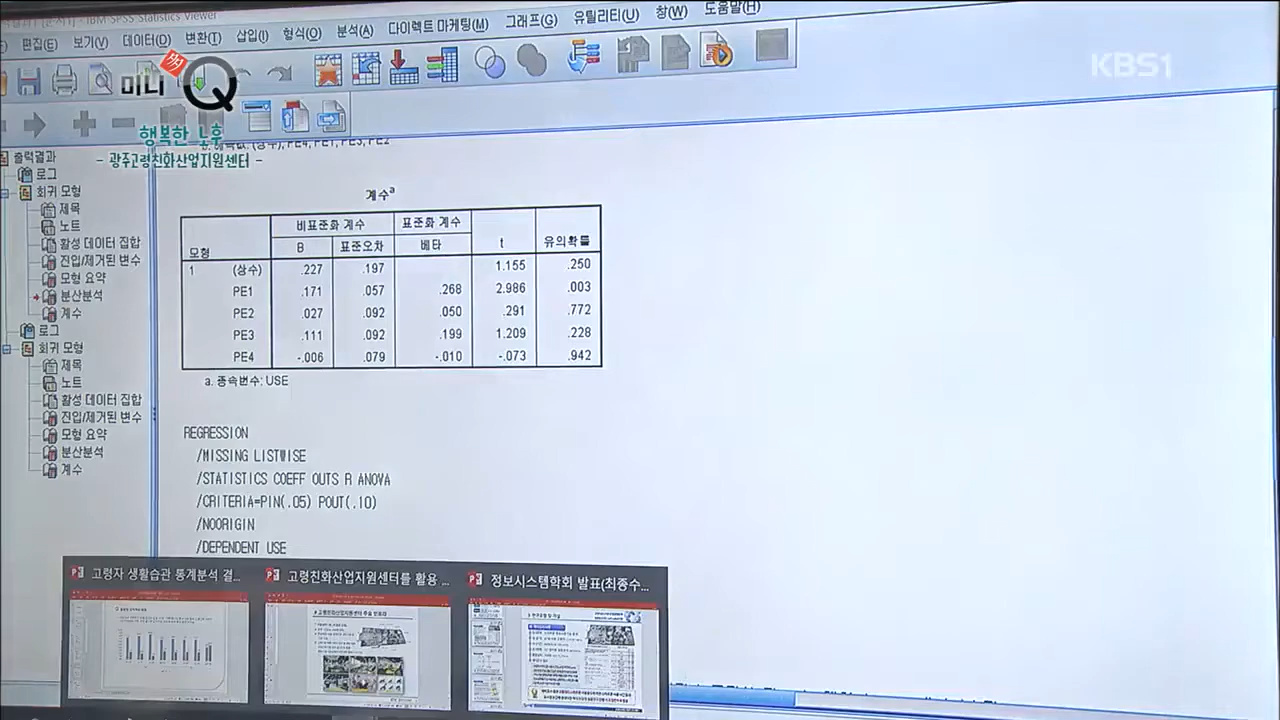 IBM SPSS Statistics Viewer
편집(E) 보기(V) 데이터(D) 변환(T) 삽입(I) 형식(O) 분석(A) 다이렉트 마케팅(M) 그래프(G) 유틸리티(U) 창(W) 도움말(H)
KBS1
미니 多 Q
행복한 노후
- 광주고령친화산업지원센터 -
출력결과
로그
회귀 모형
제목
노트
활성 데이터 집합
진입/제거된 변수
모형 요약
분산분석
계수
로그
회귀 모형
제목
노트
활성 데이터 집합
진입/제거된 변수
모형 요약
분산분석
계수
(상수), PE4, PE1, PE3, PE2
계수a
모형 비표준화 계수 표준화 계수 t 유의확률
B 표준오차 베타
1 (상수) .227 .197 1.155 .250
PE1 .171 .057 .268 2.986 .003
PE2 .027 .092 .050 .291 .772
PE3 .111 .092 .199 1.209 .228
PE4 -.006 .079 -.010 -.073 .942
a. 종속변수: USE
REGRESSION
/MISSING LISTWISE
/STATISTICS COEFF OUTS R ANOVA
/CRITERIA=PIN(.05) POUT(.10)
/NOORIGIN
/DEPENDENT USE
고령자 생활습관 통계분석 결...
고령친화산업지원센터를 활용 ...
정보시스템학회 발표(최종수...